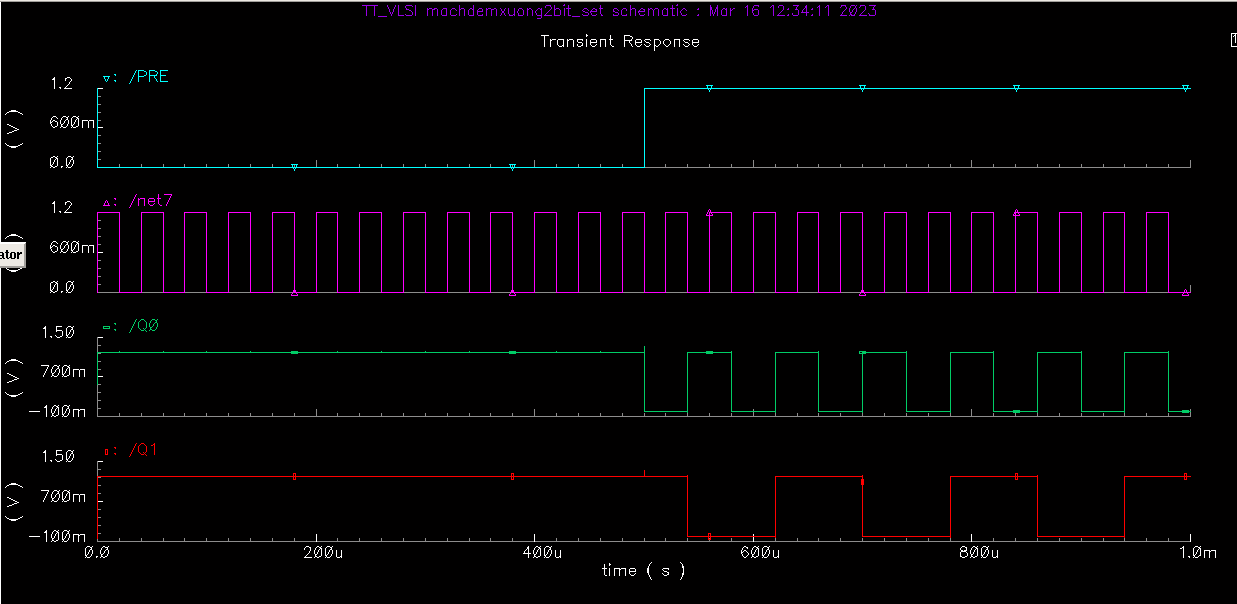 TT_VLSI machdemxuong2bit_set schematic : Mar 16 12:34:11 2023
Transient Response
1
▿: /PRE
1.2
600m
0.0
( V )
▵: /net7
1.2
600m
0.0
ator
: /Q0
1.50
700m
-100m
( V )
: /Q1
1.50
700m
-100m
( V )
0.0 200u 400u 600u 800u 1.0m
time ( s )